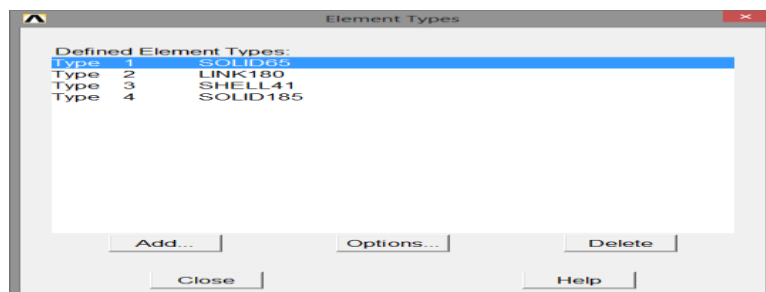 Element Types
Defined Element Types:
Type 1 SOLID65
Type 2 LINK180
Type 3 SHELL41
Type 4 SOLID185
Add... Options... Delete
Close Help